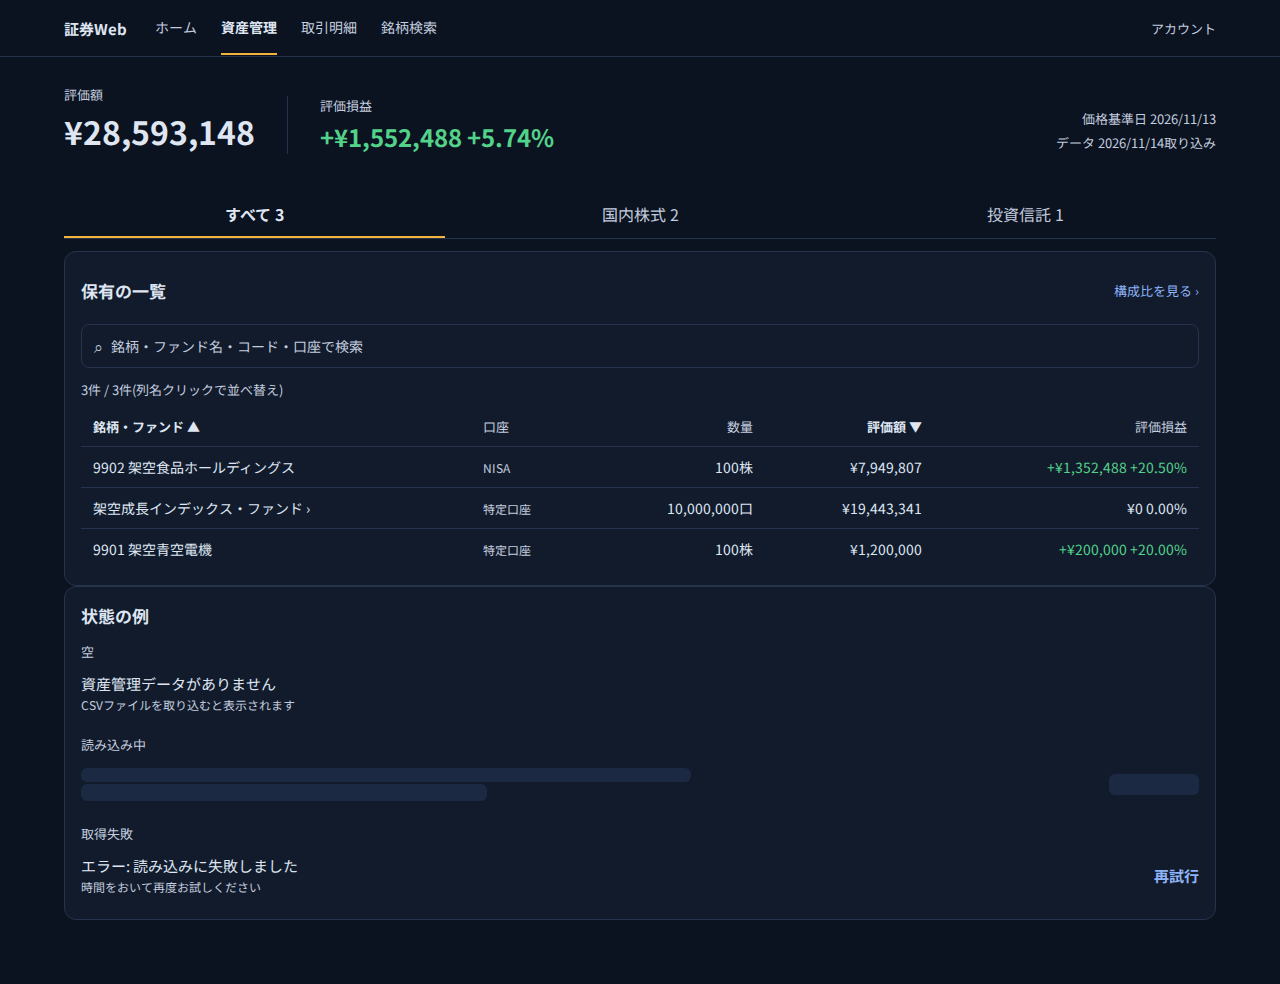 証券Web ホーム 資産管理 取引明細 銘柄検索 アカウント
評価額
¥28,593,148
評価損益
+¥1,552,488 +5.74%
価格基準日 2026/11/13
データ 2026/11/14取り込み
すべて 3 国内株式 2 投資信託 1
保有の一覧 構成比を見る ›
⌕ 銘柄・ファンド名・コード・口座で検索
3件 / 3件(列名クリックで並べ替え)
銘柄・ファンド ▲ 口座 数量 評価額 ▼ 評価損益
9902 架空食品ホールディングス NISA 100株 ¥7,949,807 +¥1,352,488 +20.50%
架空成長インデックス・ファンド › 特定口座 10,000,000口 ¥19,443,341 ¥0 0.00%
9901 架空青空電機 特定口座 100株 ¥1,200,000 +¥200,000 +20.00%
状態の例
空
資産管理データがありません
CSVファイルを取り込むと表示されます
読み込み中
取得失敗
エラー: 読み込みに失敗しました
時間をおいて再度お試しください
再試行